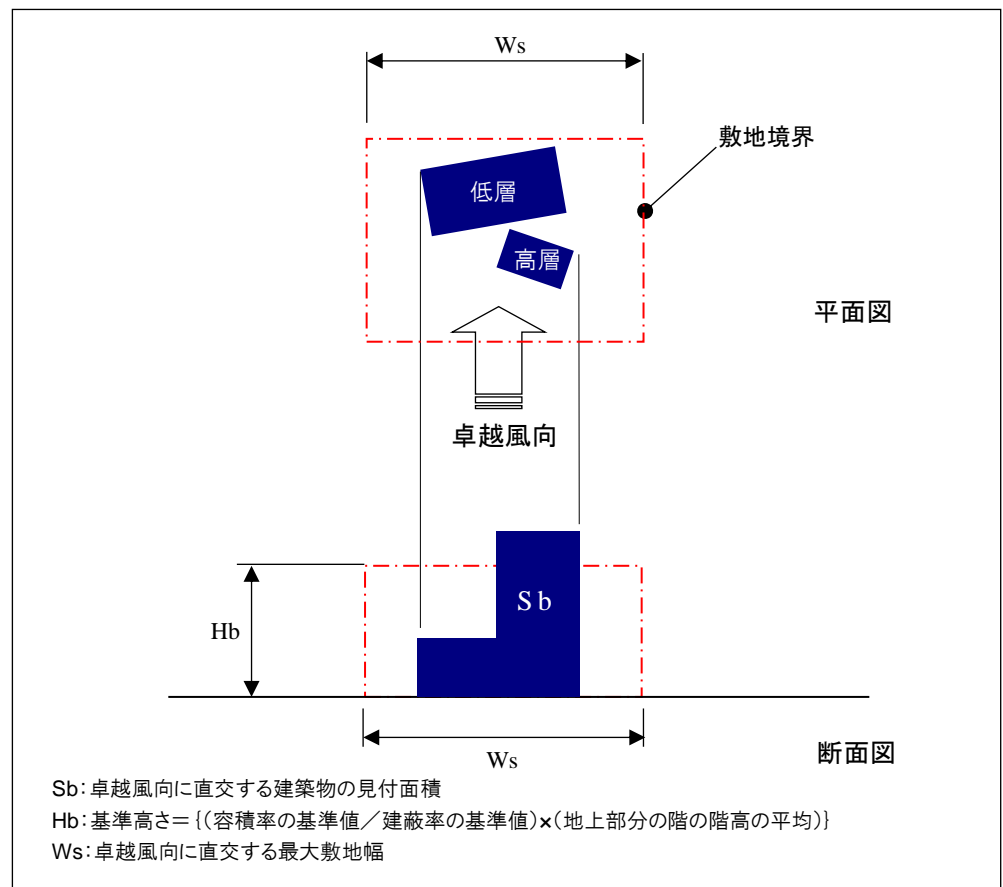 Ws
敷地境界
低層
高層
平面図
卓越風向
Sb
Hb
Ws
断面図
Sb:卓越風向に直交する建築物の見付面積
Hb:基準高さ={(容積率の基準値/建蔽率の基準値)×(地上部分の階の階高の平均)}
Ws:卓越風向に直交する最大敷地幅